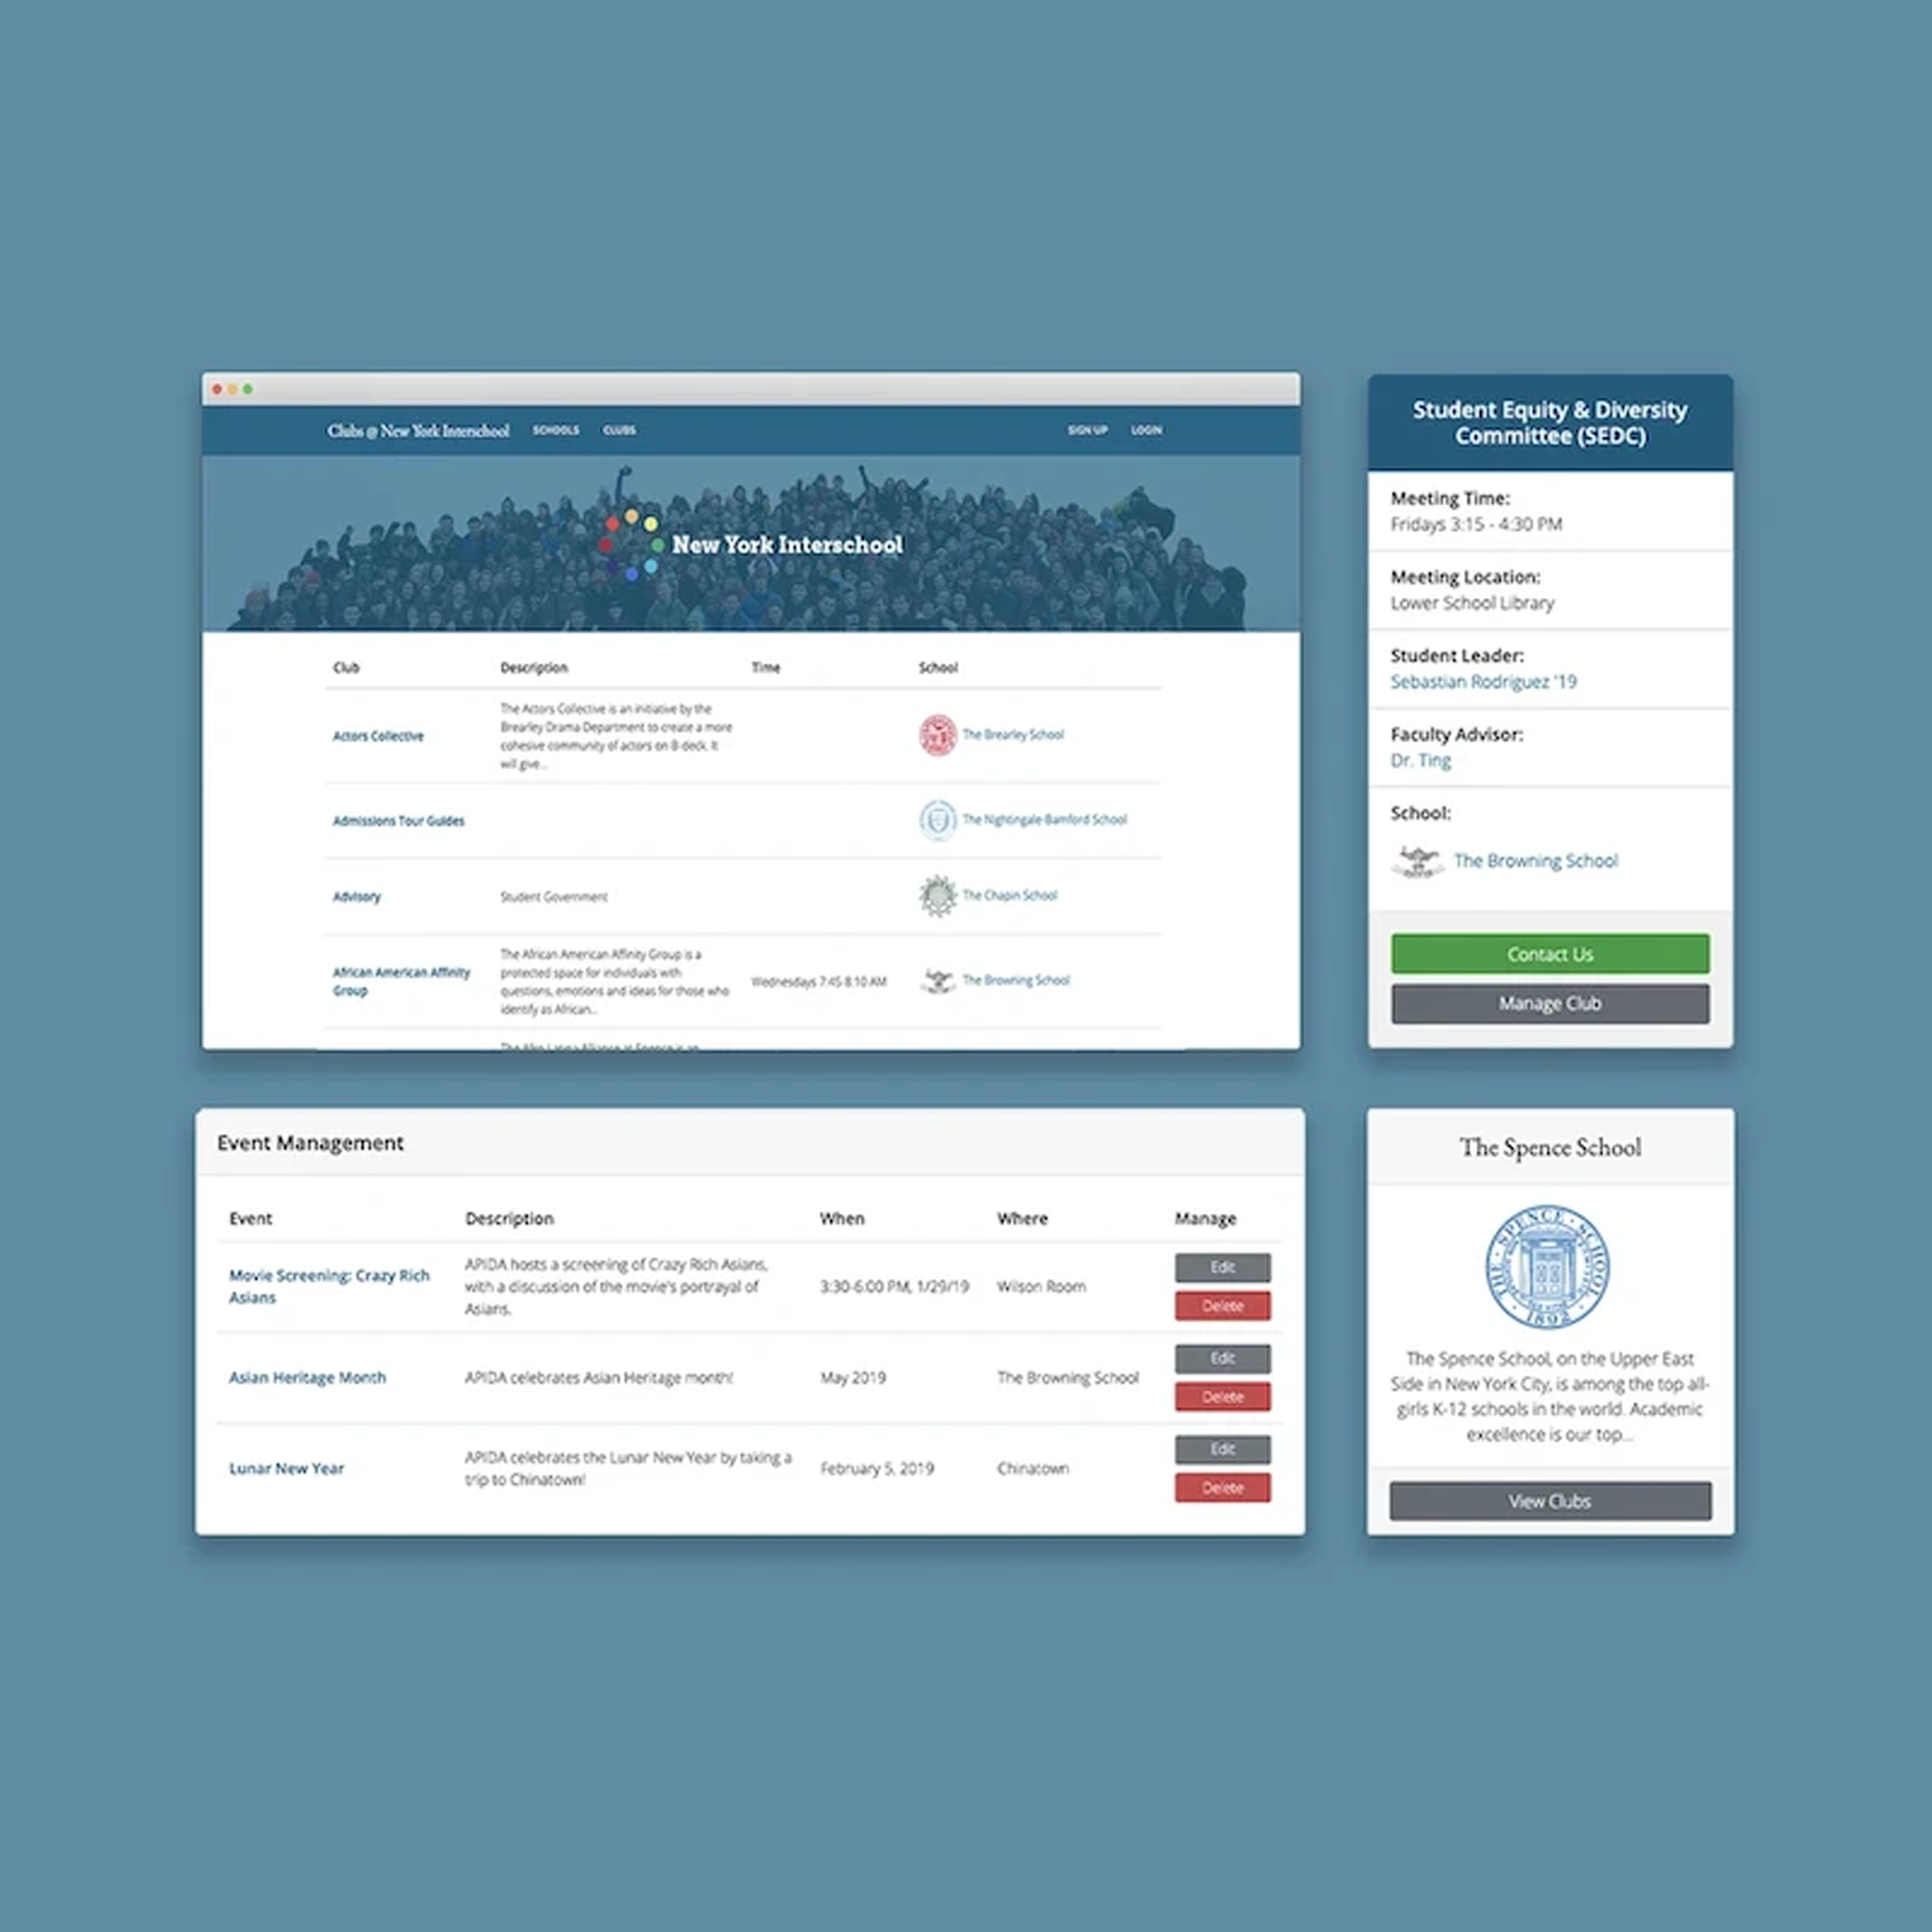 Clubs @ New York Interschool SCHOOLS CLUBS SIGN UP LOGIN
New York Interschool
Club Description Time School
Actors Collective
The Actors Collective is an initiative by the
Brearley Drama Department to create a more
cohesive community of actors on B-deck. It
will give...
The Brearley School
Admissions Tour Guides
The Nightingale-Bamford School
Advisory
Student Government
The Chapin School
African American Affinity
Group
The African American Affinity Group is a
protected space for individuals with
questions, emotions and ideas for those who
identify as African...
Wednesdays 7:45-8:10 AM
The Browning School
The Afro Latina Alliance at Spence is an
Student Equity & Diversity
Committee (SEDC)
Meeting Time:
Fridays 3:15 - 4:30 PM
Meeting Location:
Lower School Library
Student Leader:
Sebastian Rodriguez '19
Faculty Advisor:
Dr. Ting
School:
The Browning School
Contact Us
Manage Club
Event Management
Event Description When Where Manage
Movie Screening: Crazy Rich
Asians
APIDA hosts a screening of Crazy Rich Asians,
with a discussion of the movie's portrayal of
Asians.
3:30-6:00 PM, 1/29/19
Wilson Room
Edit
Delete
Asian Heritage Month
APIDA celebrates Asian Heritage month!
May 2019
The Browning School
Edit
Delete
Lunar New Year
APIDA celebrates the Lunar New Year by taking a
trip to Chinatown!
February 5, 2019
Chinatown
Edit
Delete
The Spence School
THE · SPENCE · SCHOOL
· 1892 ·
The Spence School, on the Upper East
Side in New York City, is among the top all-
girls K-12 schools in the world. Academic
excellence is our top...
View Clubs